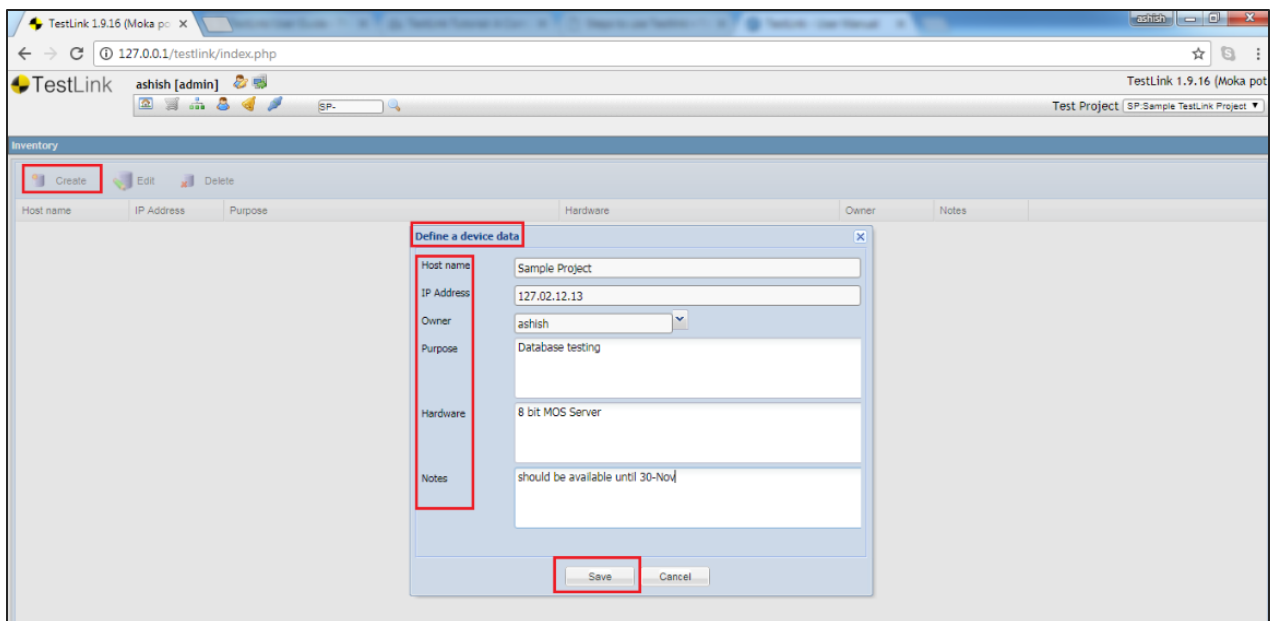 TestLink 1.9.16 (Moka po
ashish
127.0.0.1/testlink/index.php
TestLink ashish [admin] TestLink 1.9.16 (Moka pot
SP- Test Project SP:Sample TestLink Project
Inventory
Create Edit Delete
Host name IP Address Purpose Hardware Owner Notes
Define a device data
Host name Sample Project
IP Address 127.02.12.13
Owner ashish
Purpose Database testing
Hardware 8 bit MOS Server
Notes should be available until 30-Nov
Save Cancel